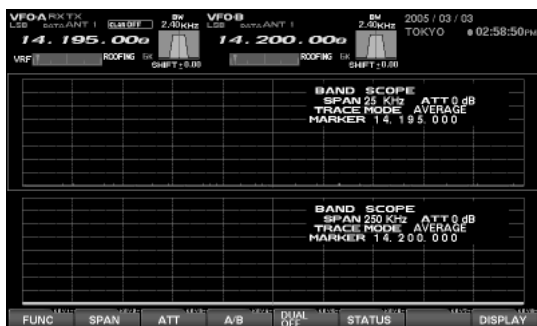 VFO-A RX TX VFO-B 2005 / 03 / 03
LSB DATA ANT 1 BW 2.40KHz LSB DATA ANT 1 BW 2.40KHz TOKYO 02:58:50PM
14. 195. 000 14. 200. 000
VRF ROOFING 6K SHIFT±0.00 ROOFING 6K SHIFT±0.00
BAND SCOPE
SPAN 25 KHz ATT 0 dB
TRACE MODE AVERAGE
MARKER 14. 195. 000
BAND SCOPE
SPAN 250 KHz ATT 0 dB
TRACE MODE AVERAGE
MARKER 14. 200. 000
FUNC SPAN ATT A/B DUAL OFF STATUS DISPLAY